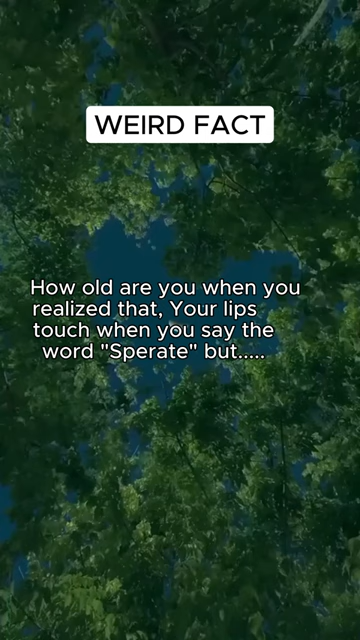 WEIRD FACT
How old are you when you
realized that, Your lips
touch when you say the
word "Sperate" but.....